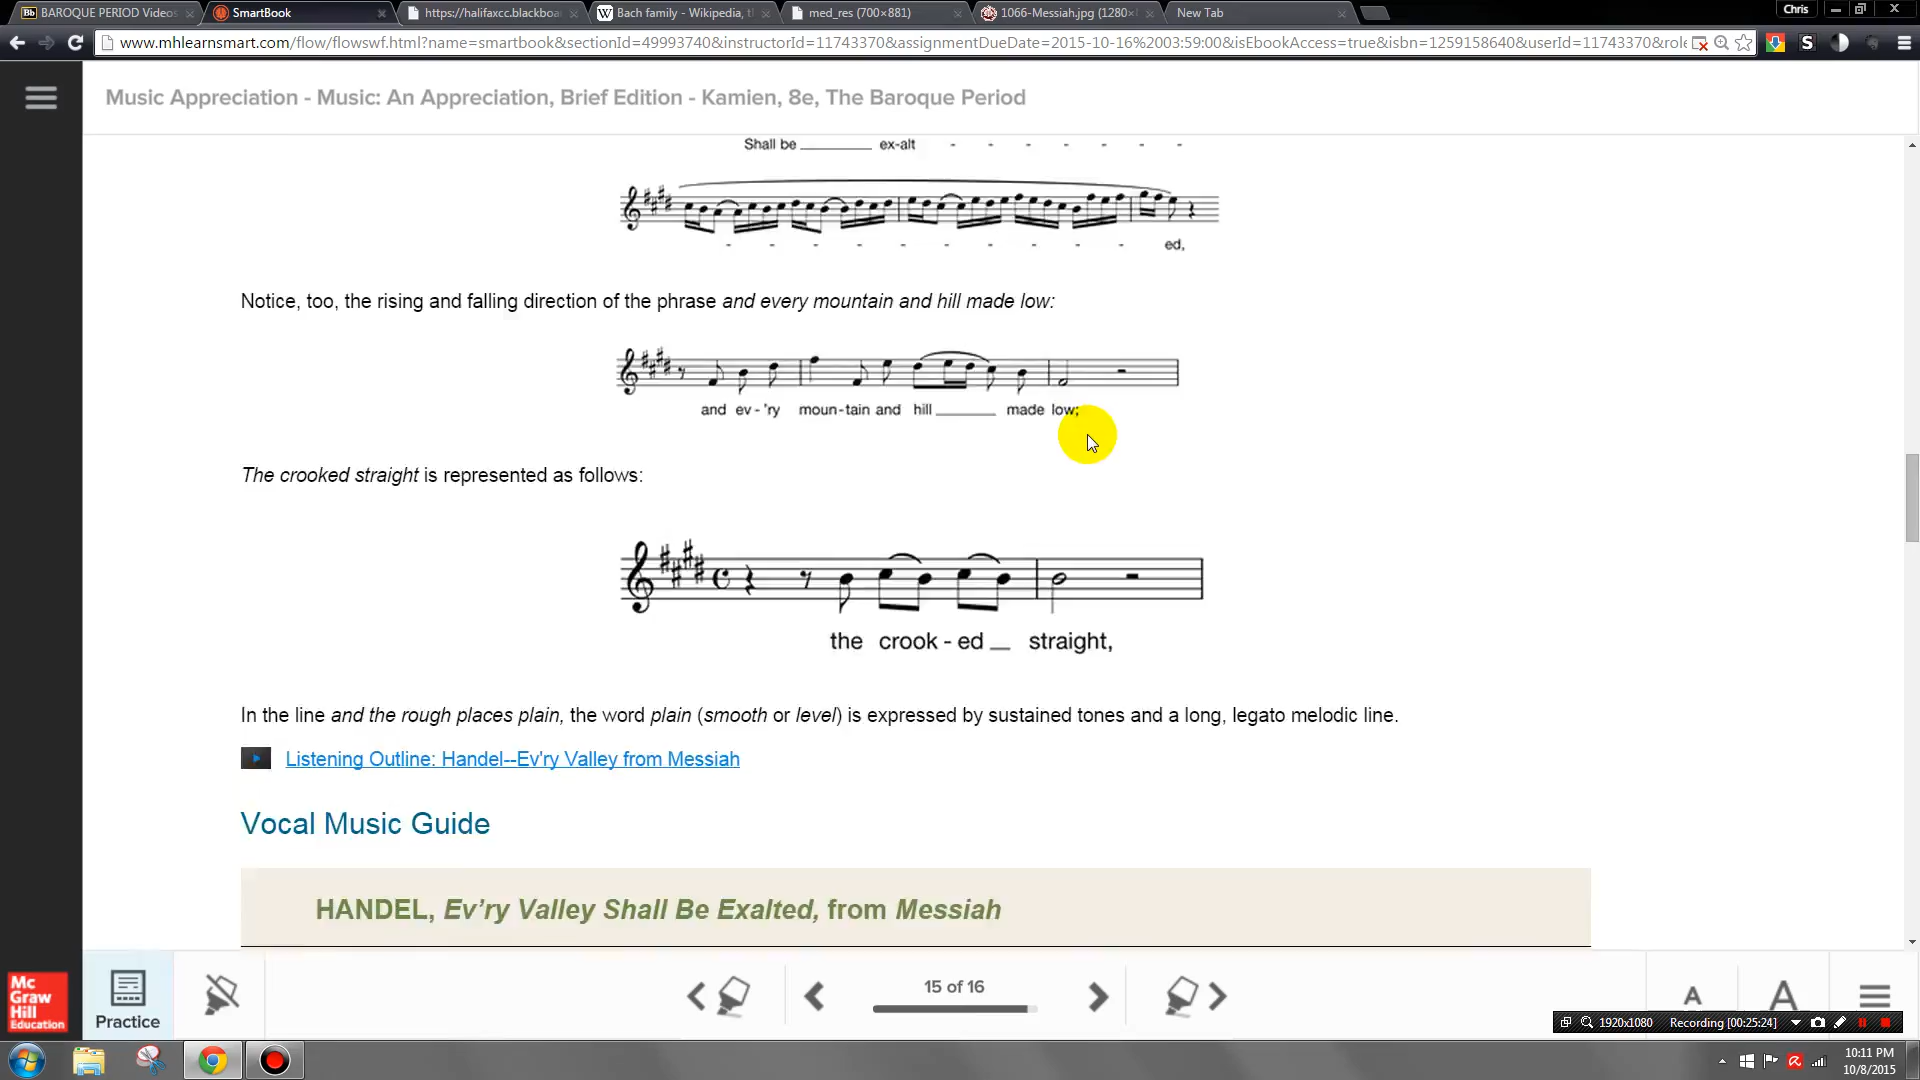 BAROQUE PERIOD Videos
SmartBook
https://halifaxcc.blackboa
Bach family - Wikipedia, t
med_res (700×881)
1066-Messiah.jpg (1280×
New Tab
Chris
www.mhlearnsmart.com/flow/flowswf.html?name=smartbook&sectionId=49993740&instructorId=11743370&assignmentDueDate=2015-10-16%2003:59:00&isEbookAccess=true&isbn=1259158640&userId=11743370&role
Music Appreciation - Music: An Appreciation, Brief Edition - Kamien, 8e, The Baroque Period
Shall be ________ ex-alt - - - - - - -
- - - - - - - - - - ed,
Notice, too, the rising and falling direction of the phrase and every mountain and hill made low:
and ev-'ry moun-tain and hill ________ made low;
The crooked straight is represented as follows:
the crook-ed __ straight,
In the line and the rough places plain, the word plain (smooth or level) is expressed by sustained tones and a long, legato melodic line.
Listening Outline: Handel--Ev'ry Valley from Messiah
Vocal Music Guide
HANDEL, Ev'ry Valley Shall Be Exalted, from Messiah
Mc
Graw
Hill
Education
Practice
15 of 16
A A
1920x1080 Recording [00:25:24]
10:11 PM
10/8/2015